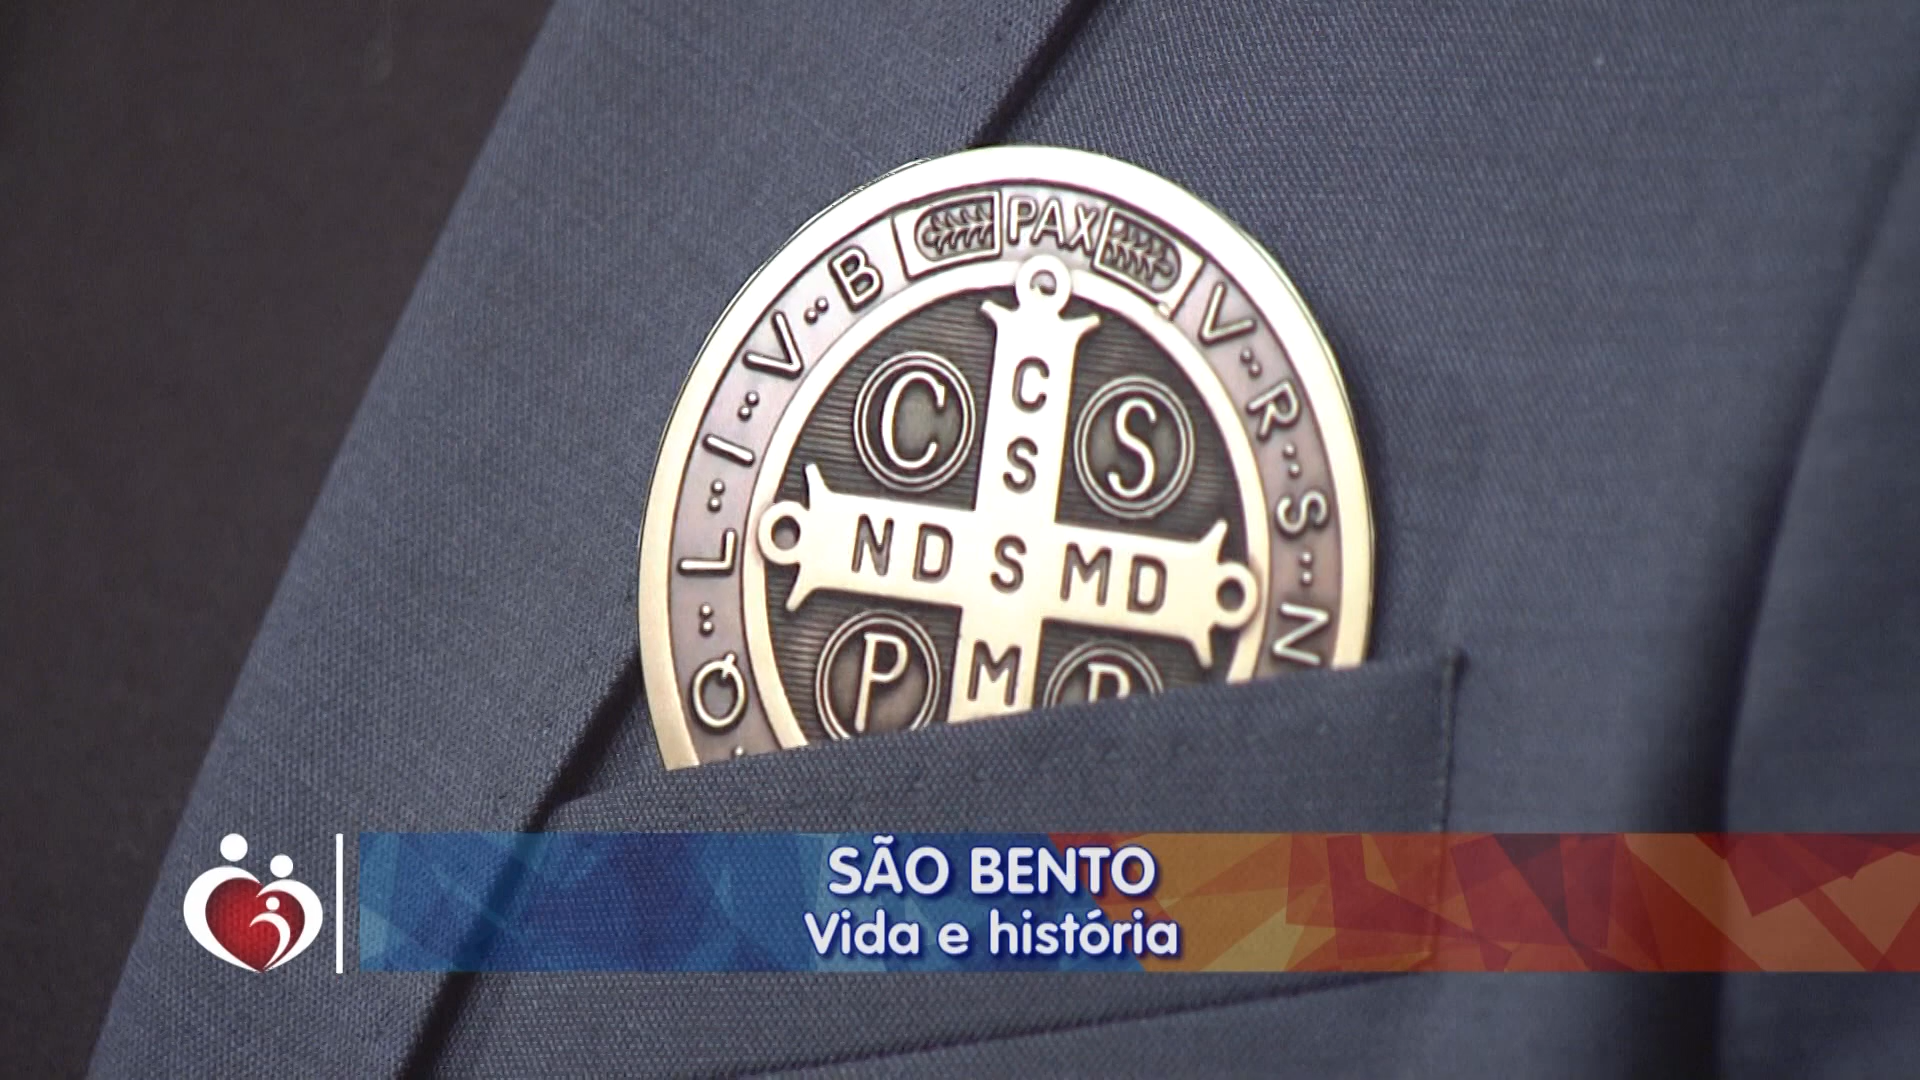 PAX
V R S N
Q L I V B
C S
C
S
N D S M D
P M
SÃO BENTO
Vida e história